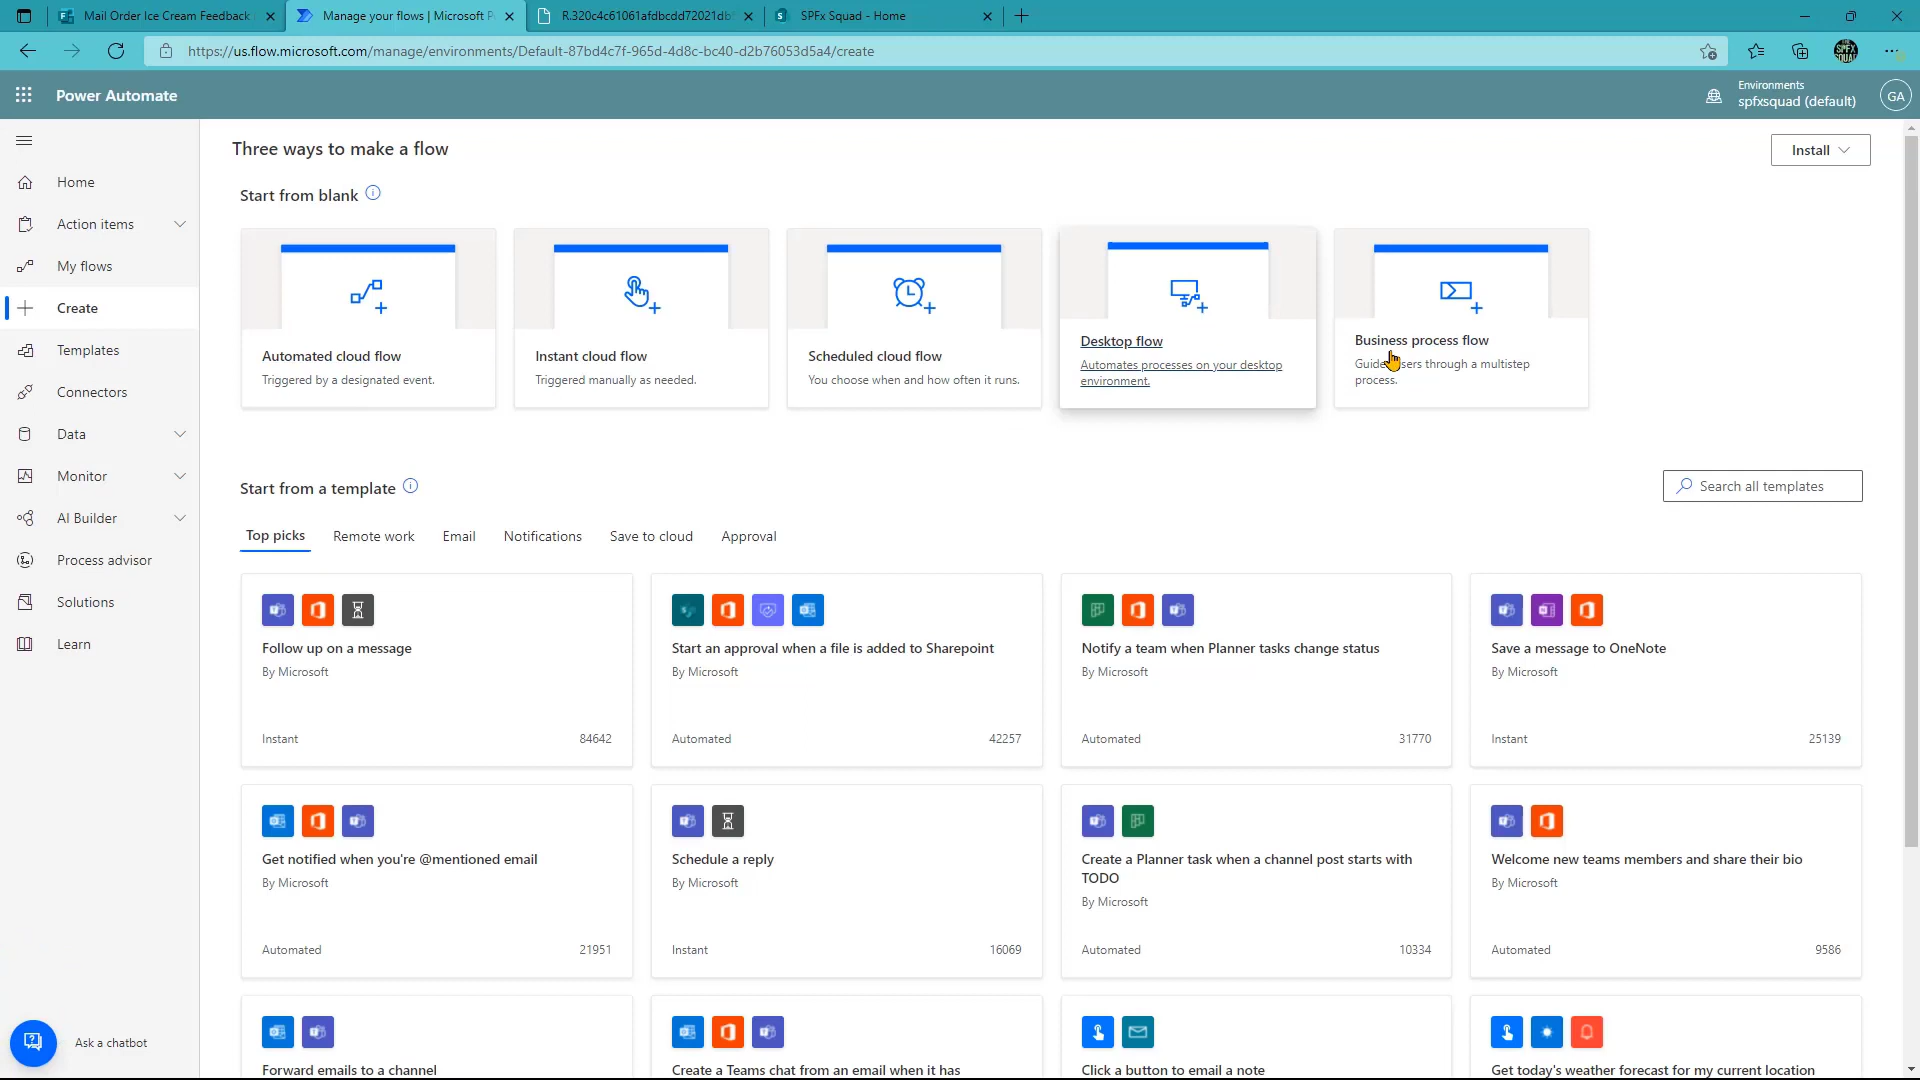 Mail Order Ice Cream Feedback
Manage your flows | Microsoft P
R.320c4c61061afdbcdd72021db
SPFx Squad - Home
https://us.flow.microsoft.com/manage/environments/Default-87bd4c7f-965d-4d8c-bc40-d2b76053d5a4/create
Power Automate
Environments
spfxsquad (default)
GA
Home
Action items
My flows
Create
Templates
Connectors
Data
Monitor
AI Builder
Process advisor
Solutions
Learn
Ask a chatbot
Three ways to make a flow
Install
Start from blank
Automated cloud flow
Triggered by a designated event.
Instant cloud flow
Triggered manually as needed.
Scheduled cloud flow
You choose when and how often it runs.
Desktop flow
Automates processes on your desktop
environment.
Business process flow
Guides users through a multistep
process.
Start from a template
Search all templates
Top picks
Remote work
Email
Notifications
Save to cloud
Approval
Follow up on a message
By Microsoft
Instant
84642
Start an approval when a file is added to Sharepoint
By Microsoft
Automated
42257
Notify a team when Planner tasks change status
By Microsoft
Automated
31770
Save a message to OneNote
By Microsoft
Instant
25139
Get notified when you're @mentioned email
By Microsoft
Automated
21951
Schedule a reply
By Microsoft
Instant
16069
Create a Planner task when a channel post starts with
TODO
By Microsoft
Automated
10334
Welcome new teams members and share their bio
By Microsoft
Automated
9586
Forward emails to a channel
Create a Teams chat from an email when it has
Click a button to email a note
Get today's weather forecast for my current location